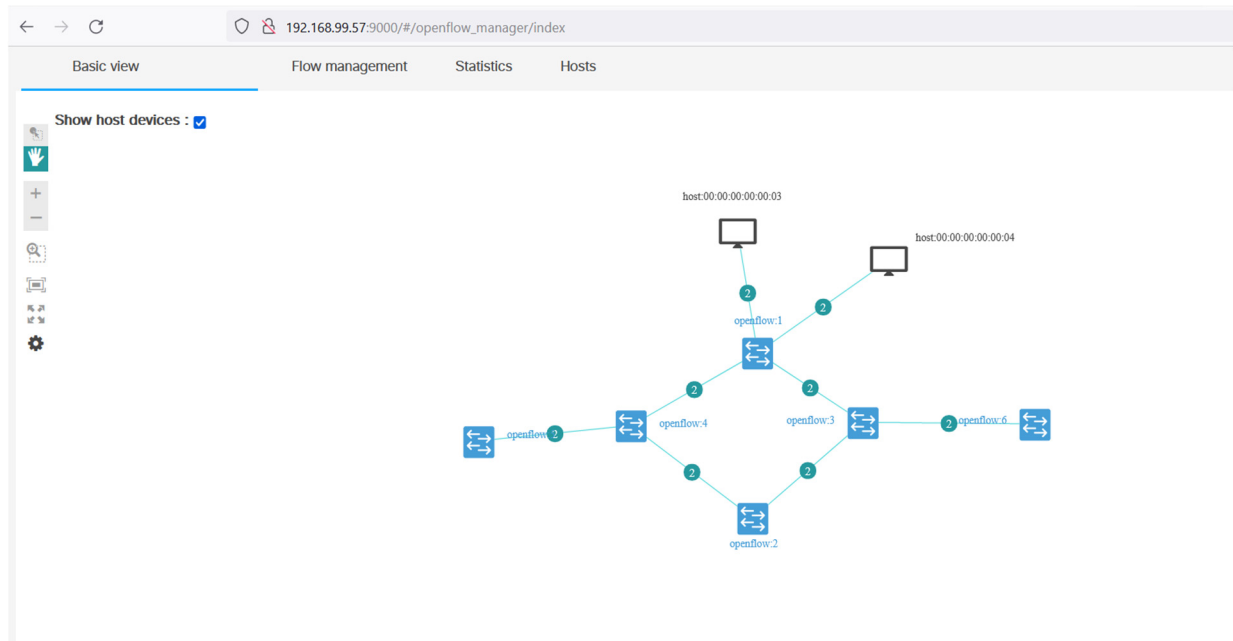 192.168.99.57:9000/#/openflow_manager/index
Basic view Flow management Statistics Hosts
Show host devices :
host:00:00:00:00:00:03
host:00:00:00:00:00:04
2
2
openflow:1
2
2
openflow:4
openflow:3
openflow
2
2
openflow:6
2
2
openflow:2